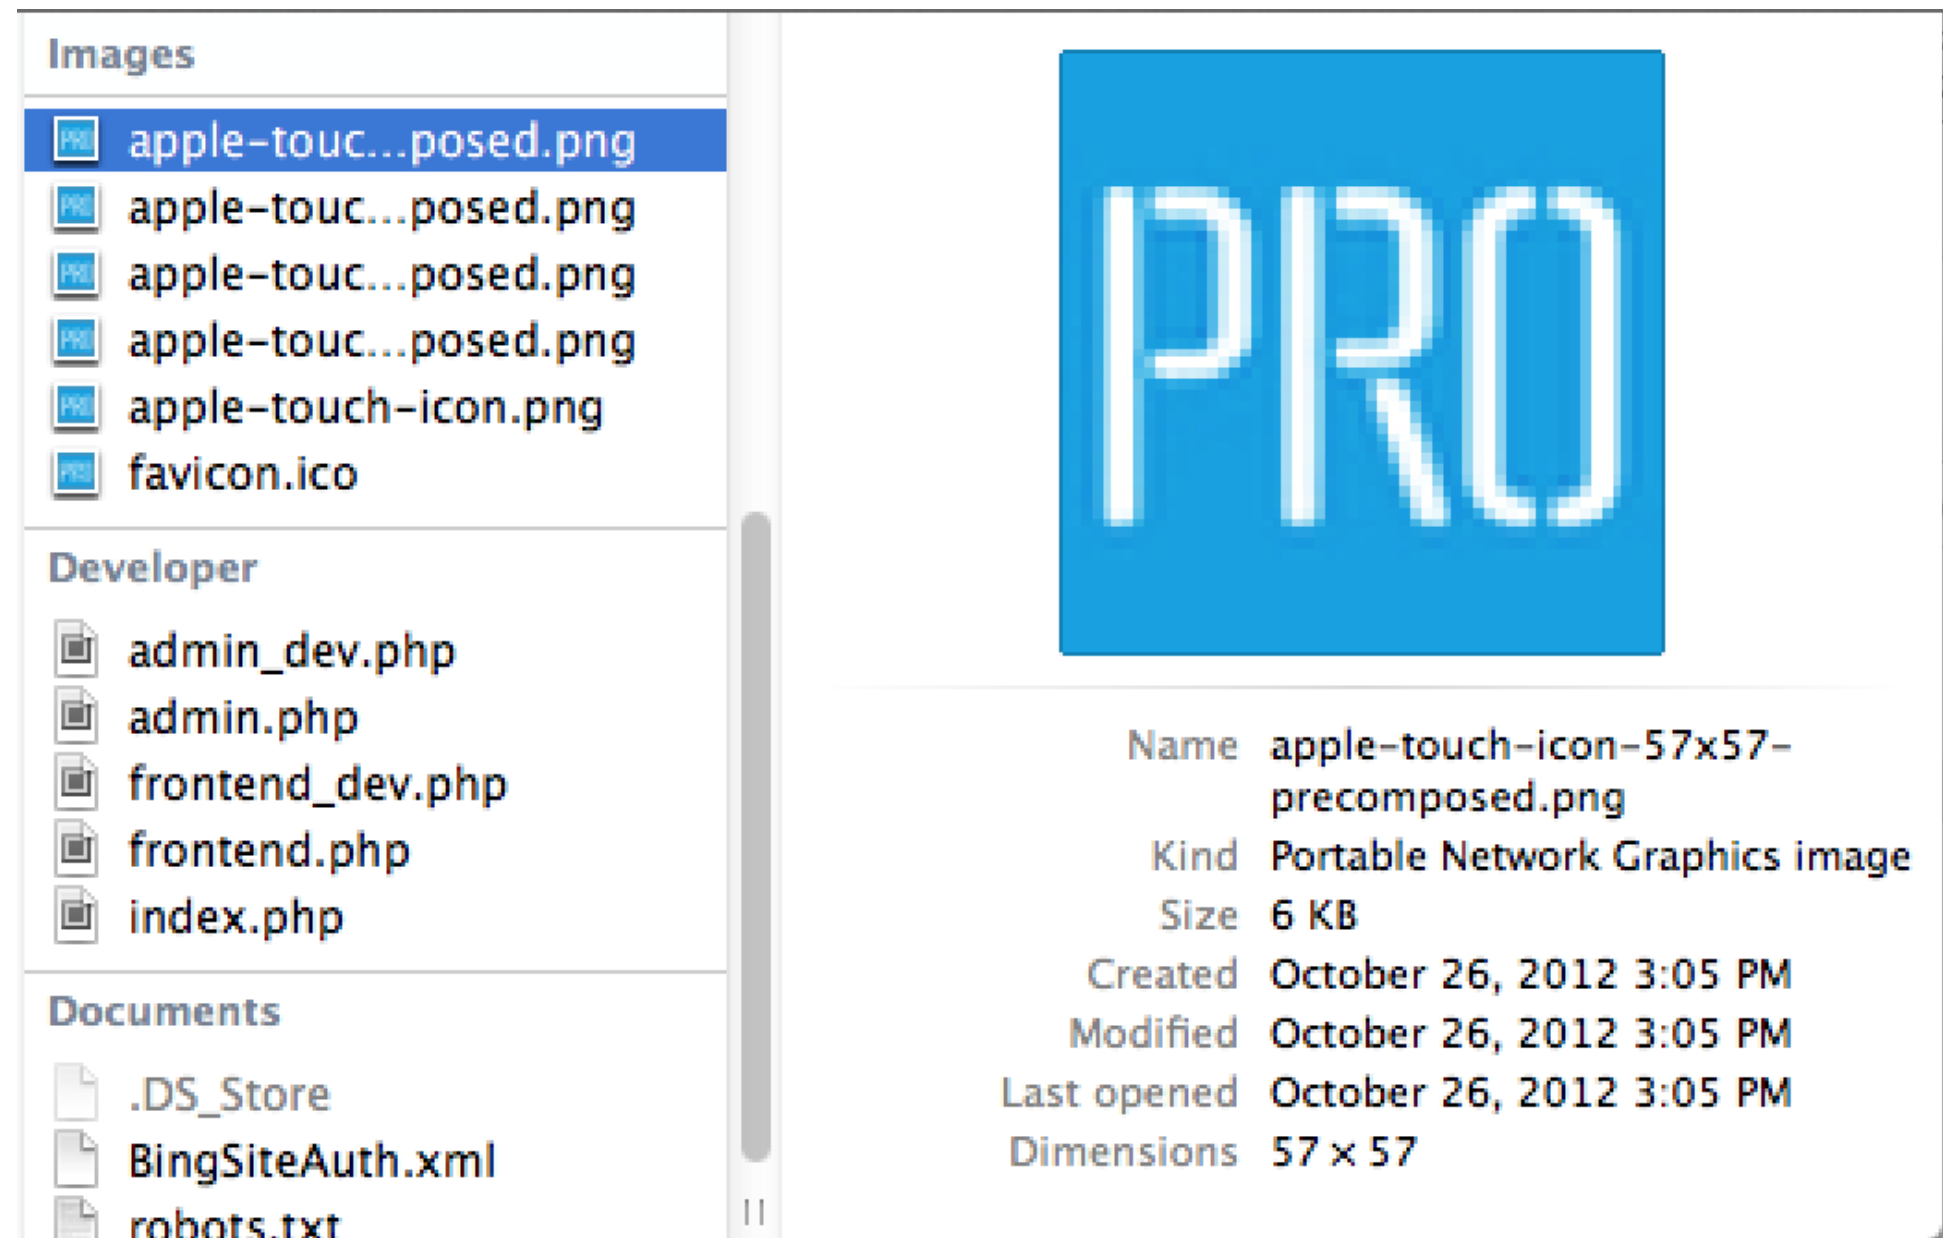 Images
apple-touc...posed.png
apple-touc...posed.png
apple-touc...posed.png
apple-touc...posed.png
apple-touch-icon.png
favicon.ico
Developer
admin_dev.php
admin.php
frontend_dev.php
frontend.php
index.php
Documents
.DS_Store
BingSiteAuth.xml
robots.txt
PRO
Name apple-touch-icon-57x57-
precomposed.png
Kind Portable Network Graphics image
Size 6 KB
Created October 26, 2012 3:05 PM
Modified October 26, 2012 3:05 PM
Last opened October 26, 2012 3:05 PM
Dimensions 57 × 57